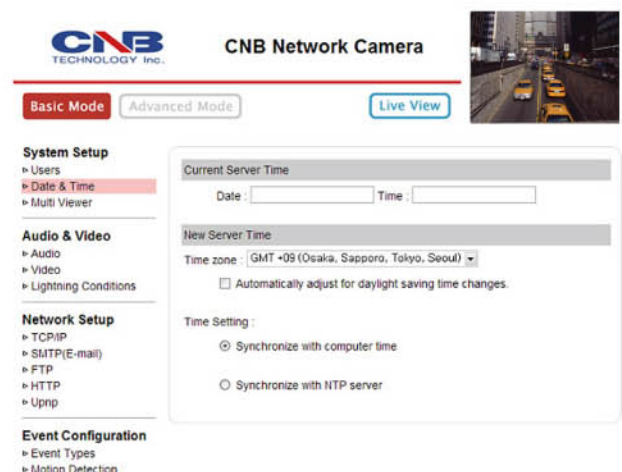 CNB
TECHNOLOGY Inc.
CNB Network Camera
Basic Mode
Advanced Mode
Live View
System Setup
Users
Date & Time
Multi Viewer
Audio & Video
Audio
Video
Lightning Conditions
Network Setup
TCP/IP
SMTP(E-mail)
FTP
HTTP
Upnp
Event Configuration
Event Types
Motion Detection
Current Server Time
Date : Time :
New Server Time
Time zone : GMT +09 (Osaka, Sapporo, Tokyo, Seoul)
Automatically adjust for daylight saving time changes.
Time Setting :
Synchronize with computer time
Synchronize with NTP server